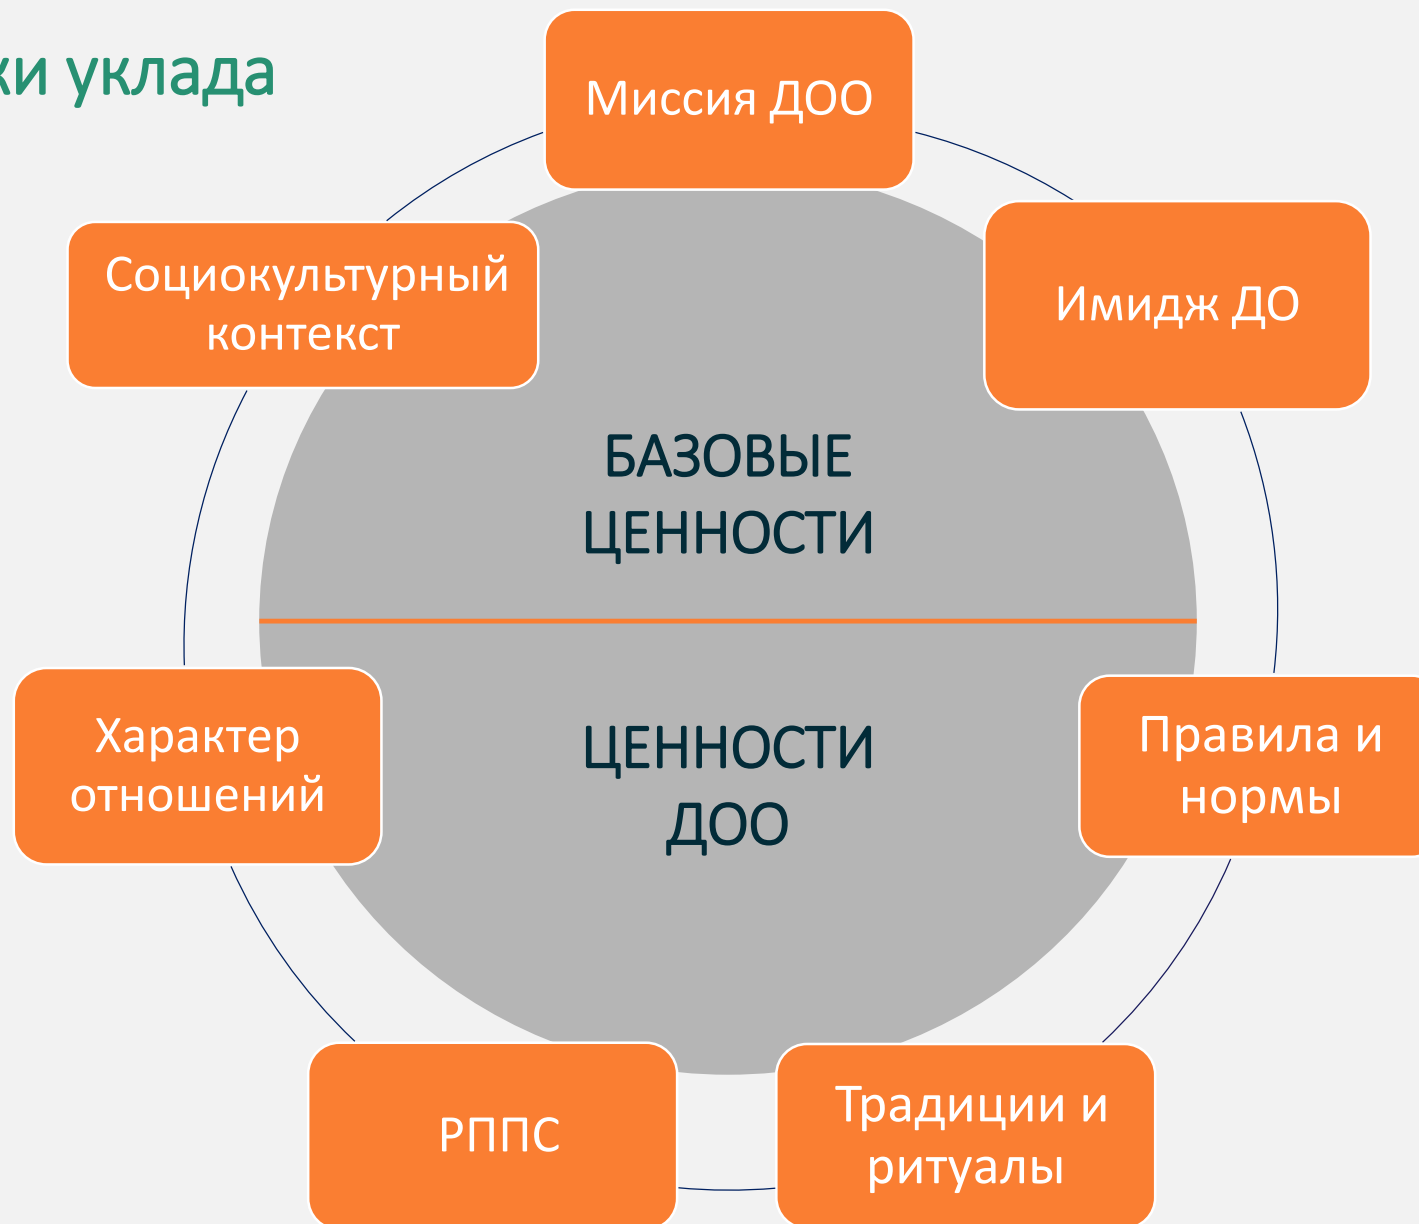 ки уклада
Миссия ДОО
Социокультурный
контекст
Имидж ДО
БАЗОВЫЕ
ЦЕННОСТИ
Характер
отношений
ЦЕННОСТИ
ДОО
Правила и
нормы
РППС
Традиции и
ритуалы